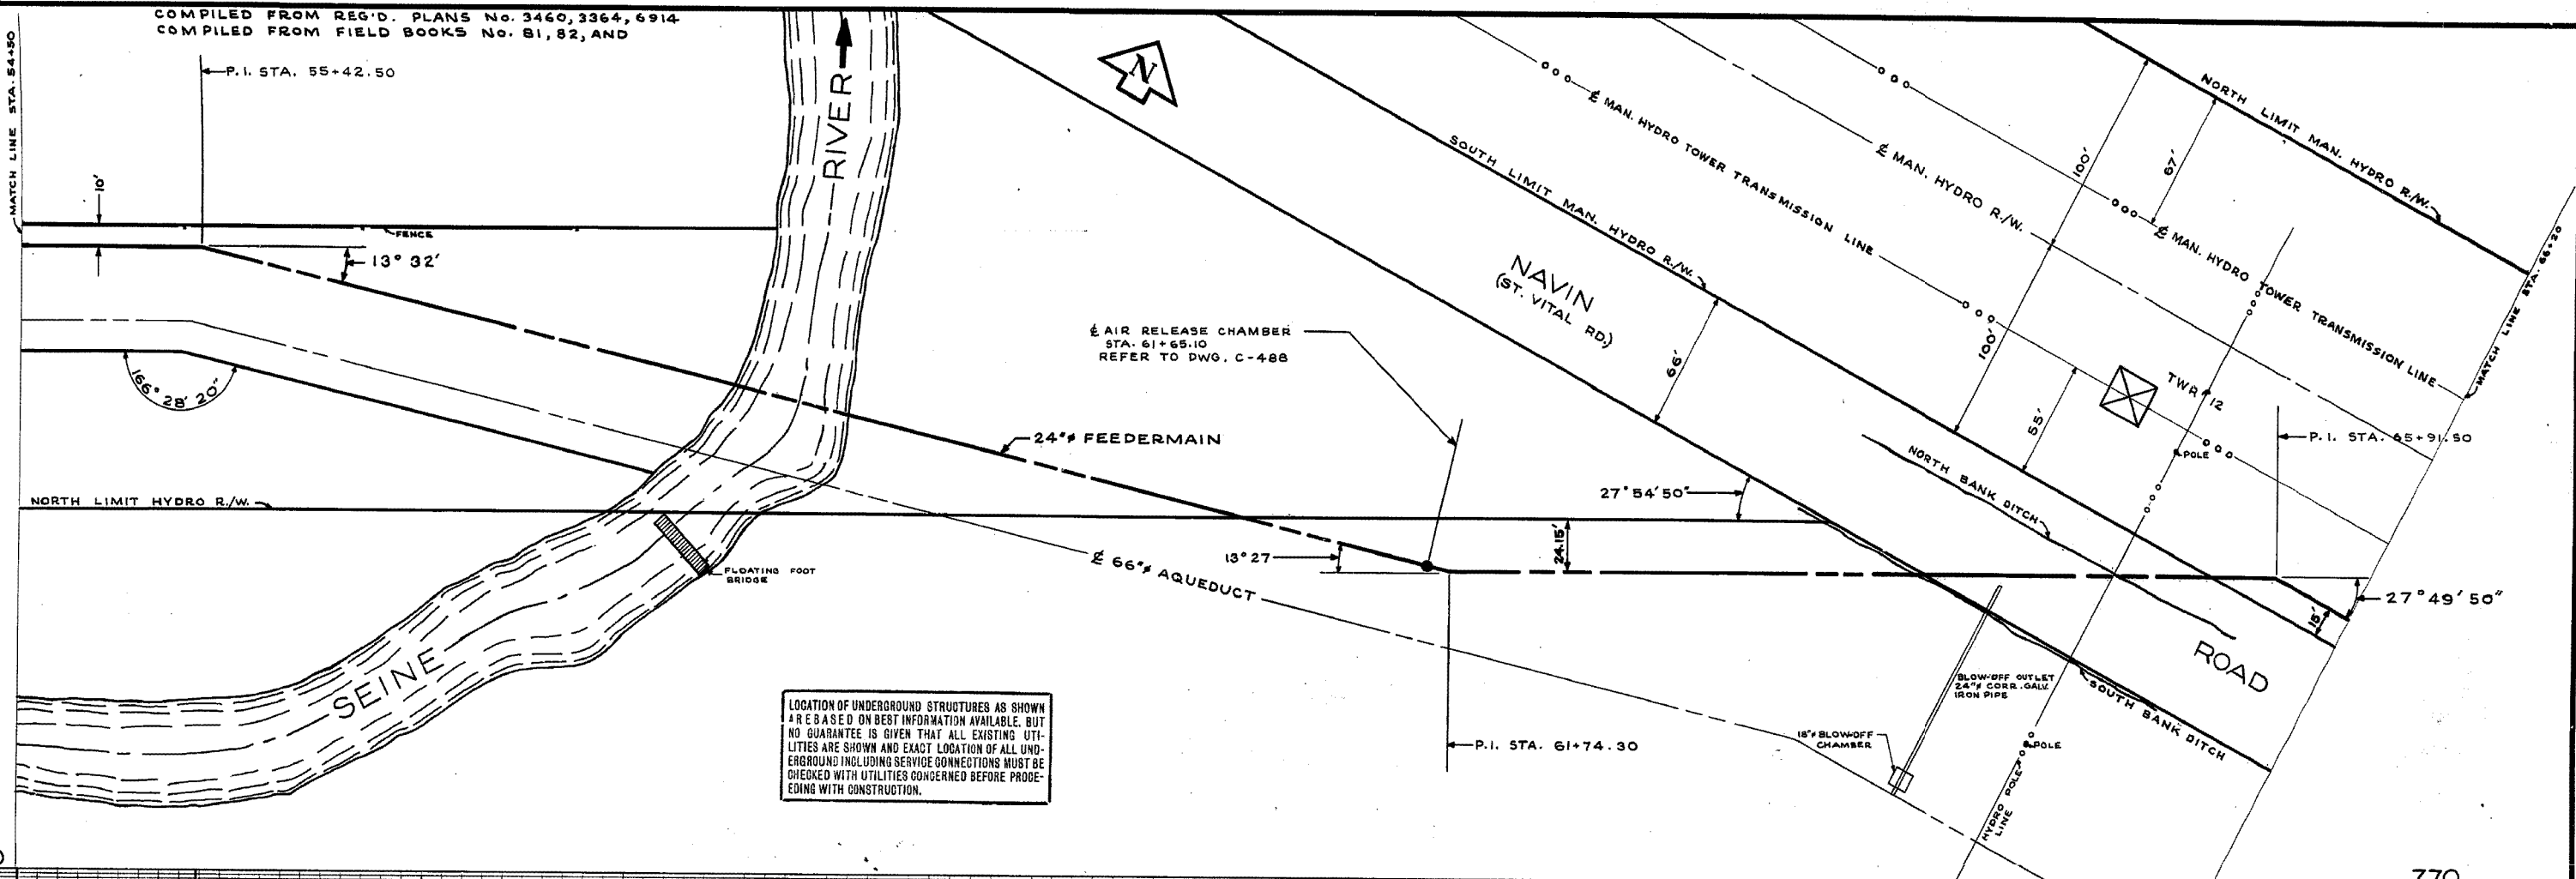 COMPILED FROM REG'D. PLANS No. 3460, 3364, 6914
COMPILED FROM FIELD BOOKS No. 81, 82, AND
MATCH LINE STA. 54+50
P.I. STA. 55+42.50
10'
FENCE
13° 32'
166° 28' 20"
NORTH LIMIT HYDRO R./W.
SEINE
RIVER
FLOATING FOOT
BRIDGE
24"ø FEEDERMAIN
℄ 66"ø AQUEDUCT
N
℄ AIR RELEASE CHAMBER
STA. 61+65.10
REFER TO DWG. C-488
13° 27
P.I. STA. 61+74.30
24.15'
27° 54' 50"
LOCATION OF UNDERGROUND STRUCTURES AS SHOWN
ARE BASED ON BEST INFORMATION AVAILABLE. BUT
NO GUARANTEE IS GIVEN THAT ALL EXISTING UTI-
LITIES ARE SHOWN AND EXACT LOCATION OF ALL UND-
ERGROUND INCLUDING SERVICE CONNECTIONS MUST BE
CHECKED WITH UTILITIES CONCERNED BEFORE PROCE-
EDING WITH CONSTRUCTION.
NAVIN
(ST. VITAL RD.)
ROAD
66'
SOUTH LIMIT MAN. HYDRO R./W.
℄ MAN. HYDRO TOWER TRANSMISSION LINE
℄ MAN. HYDRO R./W.
℄ MAN. HYDRO TOWER TRANSMISSION LINE
NORTH LIMIT MAN. HYDRO R./W.
100'
67'
100'
55'
TWR 12
POLE
P.I. STA. 65+91.50
MATCH LINE STA. 66+20
NORTH BANK DITCH
27° 49' 50"
15'
SOUTH BANK DITCH
BLOW-OFF OUTLET
24"ø CORR. GALV.
IRON PIPE
18"ø BLOW-OFF
CHAMBER
POLE
HYDRO POLE
LINE